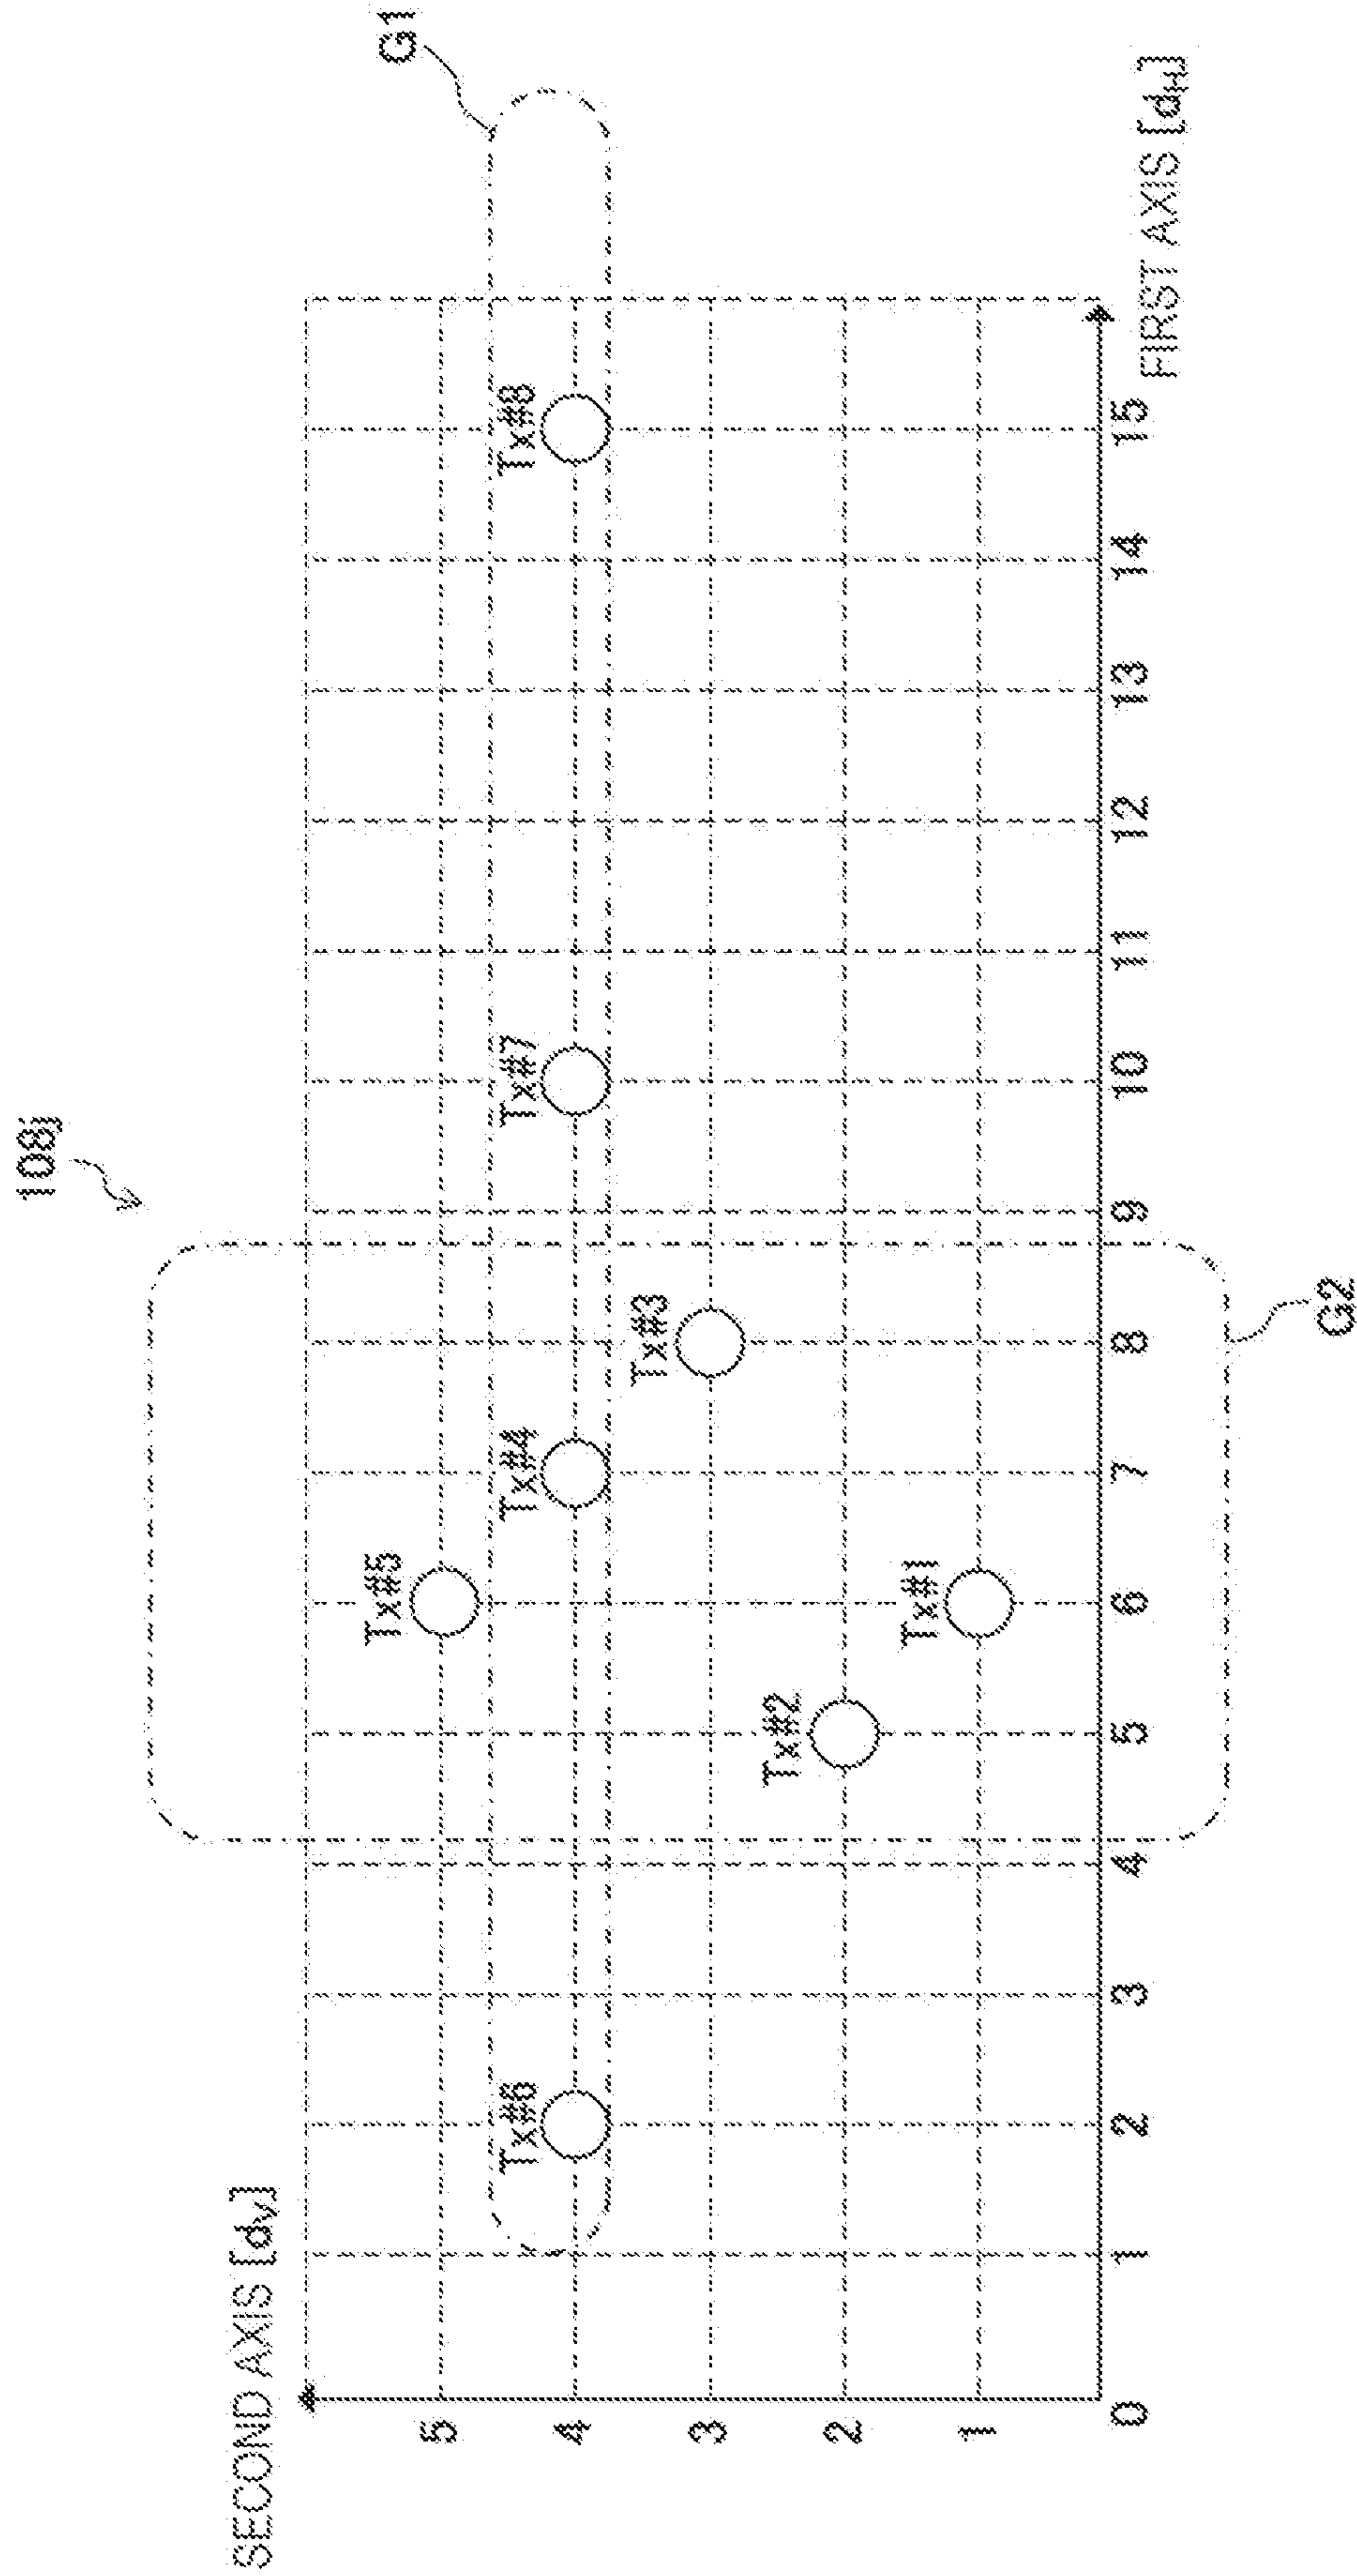 108j
G1
SECOND AXIS [dV]
5
4
3
2
1
Tx#5
Tx#6
Tx#4
Tx#7
Tx#8
Tx#3
Tx#2
Tx#1
0 1 2 3 4 5 6 7 8 9 10 11 12 13 14 15
FIRST AXIS [dH]
G2